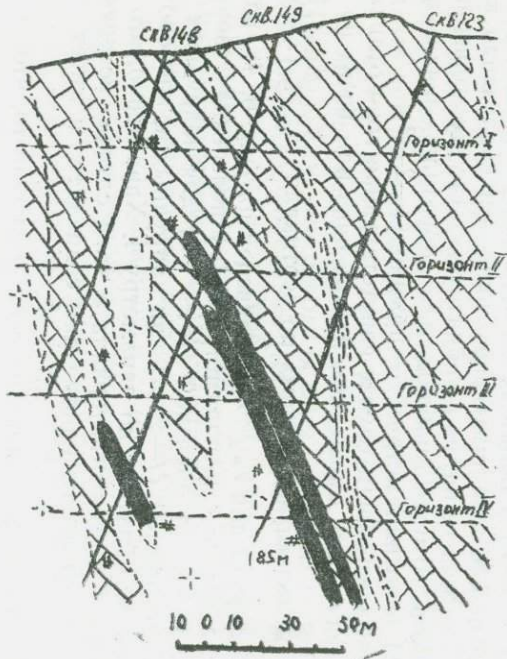 СКВ.148 СКВ.149 СКВ.123
Горизонт I
Горизонт II
Горизонт III
Горизонт IV
185м
10 0 10 30 50м